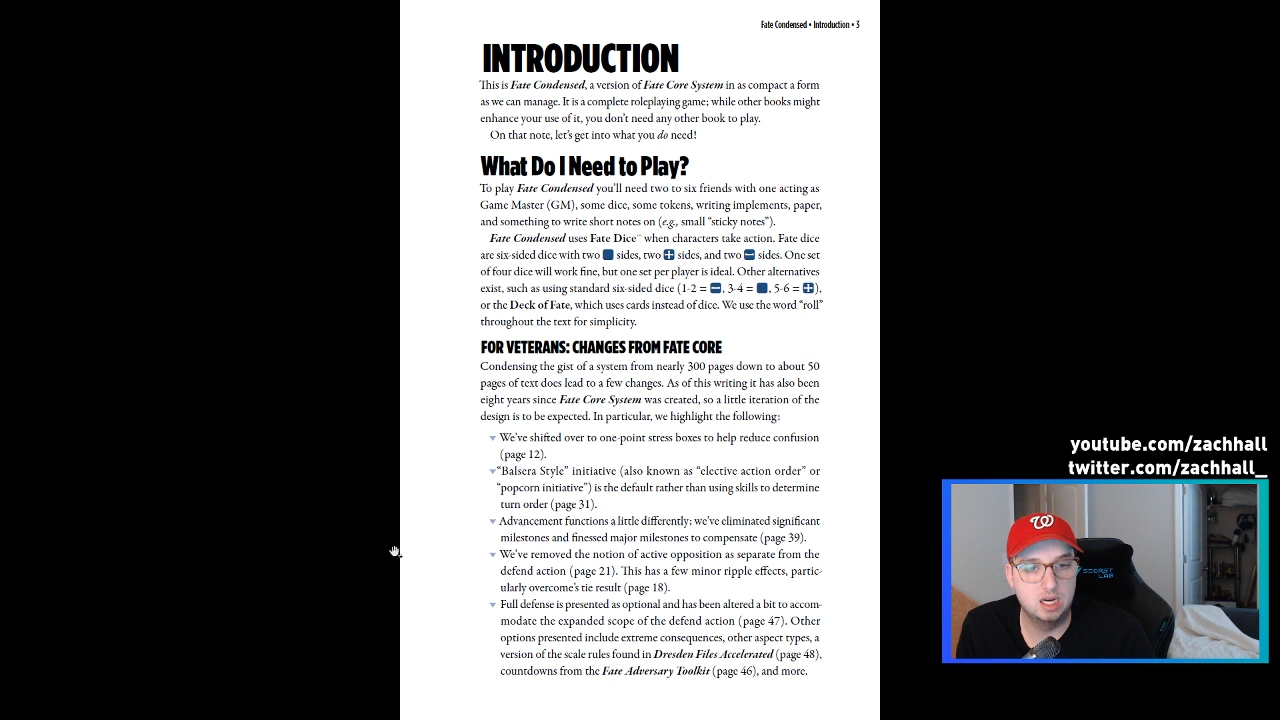 Fate Condensed • Introduction • 3
INTRODUCTION
This is Fate Condensed, a version of Fate Core System in as compact a form
as we can manage. It is a complete roleplaying game; while other books might
enhance your use of it, you don't need any other book to play.
On that note, let's get into what you do need!
What Do I Need to Play?
To play Fate Condensed you'll need two to six friends with one acting as
Game Master (GM), some dice, some tokens, writing implements, paper,
and something to write short notes on (e.g., small “sticky notes”).
Fate Condensed uses Fate Dice™ when characters take action. Fate dice
are six-sided dice with two sides, two + sides, and two − sides. One set
of four dice will work fine, but one set per player is ideal. Other alternatives
exist, such as using standard six-sided dice (1-2 = −, 3-4 = , 5-6 = +),
or the Deck of Fate, which uses cards instead of dice. We use the word “roll”
throughout the text for simplicity.
FOR VETERANS: CHANGES FROM FATE CORE
Condensing the gist of a system from nearly 300 pages down to about 50
pages of text does lead to a few changes. As of this writing it has also been
eight years since Fate Core System was created, so a little iteration of the
design is to be expected. In particular, we highlight the following:
We've shifted over to one-point stress boxes to help reduce confusion
(page 12).
“Balsera Style” initiative (also known as “elective action order” or
“popcorn initiative”) is the default rather than using skills to determine
turn order (page 31).
Advancement functions a little differently; we've eliminated significant
milestones and finessed major milestones to compensate (page 39).
We've removed the notion of active opposition as separate from the
defend action (page 21). This has a few minor ripple effects, partic-
ularly overcome's tie result (page 18).
Full defense is presented as optional and has been altered a bit to accom-
modate the expanded scope of the defend action (page 47). Other
options presented include extreme consequences, other aspect types, a
version of the scale rules found in Dresden Files Accelerated (page 48),
countdowns from the Fate Adversary Toolkit (page 46), and more.
youtube.com/zachhall
twitter.com/zachhall_
W
SECRET
LAB